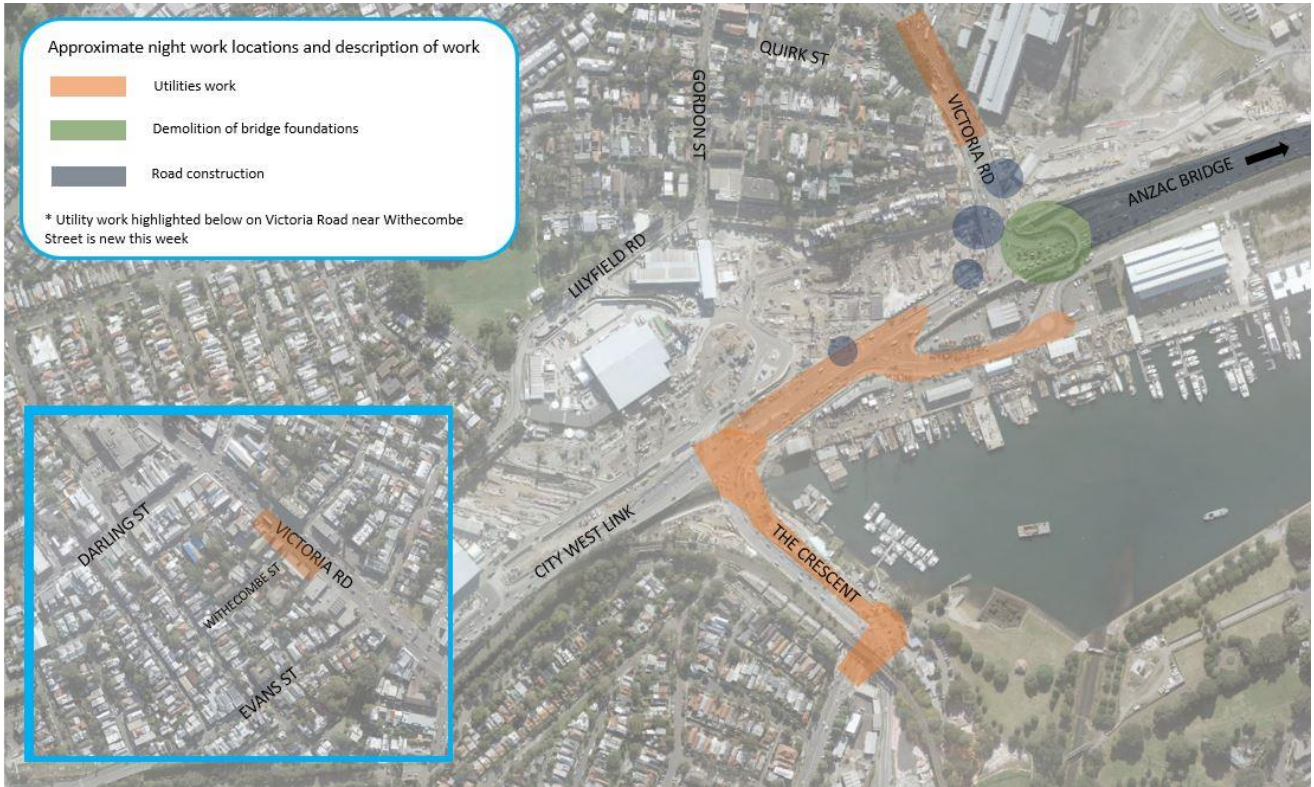 Approximate night work locations and description of work
Utilities work
Demolition of bridge foundations
Road construction
* Utility work highlighted below on Victoria Road near Withecombe
Street is new this week
QUIRK ST
GORDON ST
VICTORIA RD
ANZAC BRIDGE
LILYFIELD RD
CITY WEST LINK
THE CRESCENT
DARLING ST
VICTORIA RD
WITHECOMBE ST
EVANS ST